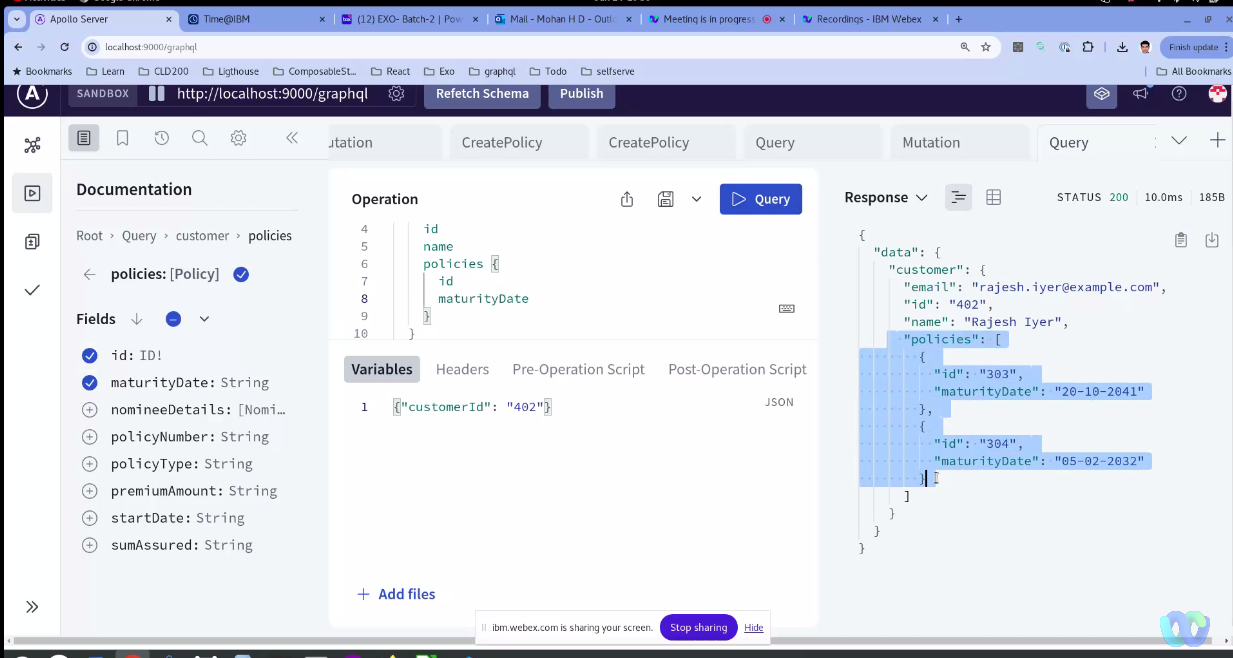 Apollo Server
Time@IBM
(12) EXO- Batch-2 | Pow
Mail - Mohan H D - Outlo
Meeting is in progress
Recordings - IBM Webex
localhost:9000/graphql
Finish update
Bookmarks
Learn
CLD200
Ligthouse
ComposableSt...
React
Exo
graphql
Todo
selfserve
All Bookmarks
SANDBOX
http://localhost:9000/graphql
Refetch Schema
Publish
utation
CreatePolicy
CreatePolicy
Query
Mutation
Query
Documentation
Root › Query › customer › policies
policies: [Policy]
Fields
id: ID!
maturityDate: String
nomineeDetails: [Nomi…
policyNumber: String
policyType: String
premiumAmount: String
startDate: String
sumAssured: String
Operation
Query
4 id
5 name
6 policies {
7 id
8 maturityDate
9 }
10 }
Variables
Headers
Pre-Operation Script
Post-Operation Script
1 {"customerId": "402"}
JSON
+ Add files
Response
STATUS 200
10.0ms
185B
{
"data": {
"customer": {
"email": "rajesh.iyer@example.com",
"id": "402",
"name": "Rajesh Iyer",
"policies": [
{
"id": "303",
"maturityDate": "20-10-2041"
},
{
"id": "304",
"maturityDate": "05-02-2032"
}
]
}
}
}
ibm.webex.com is sharing your screen.
Stop sharing
Hide